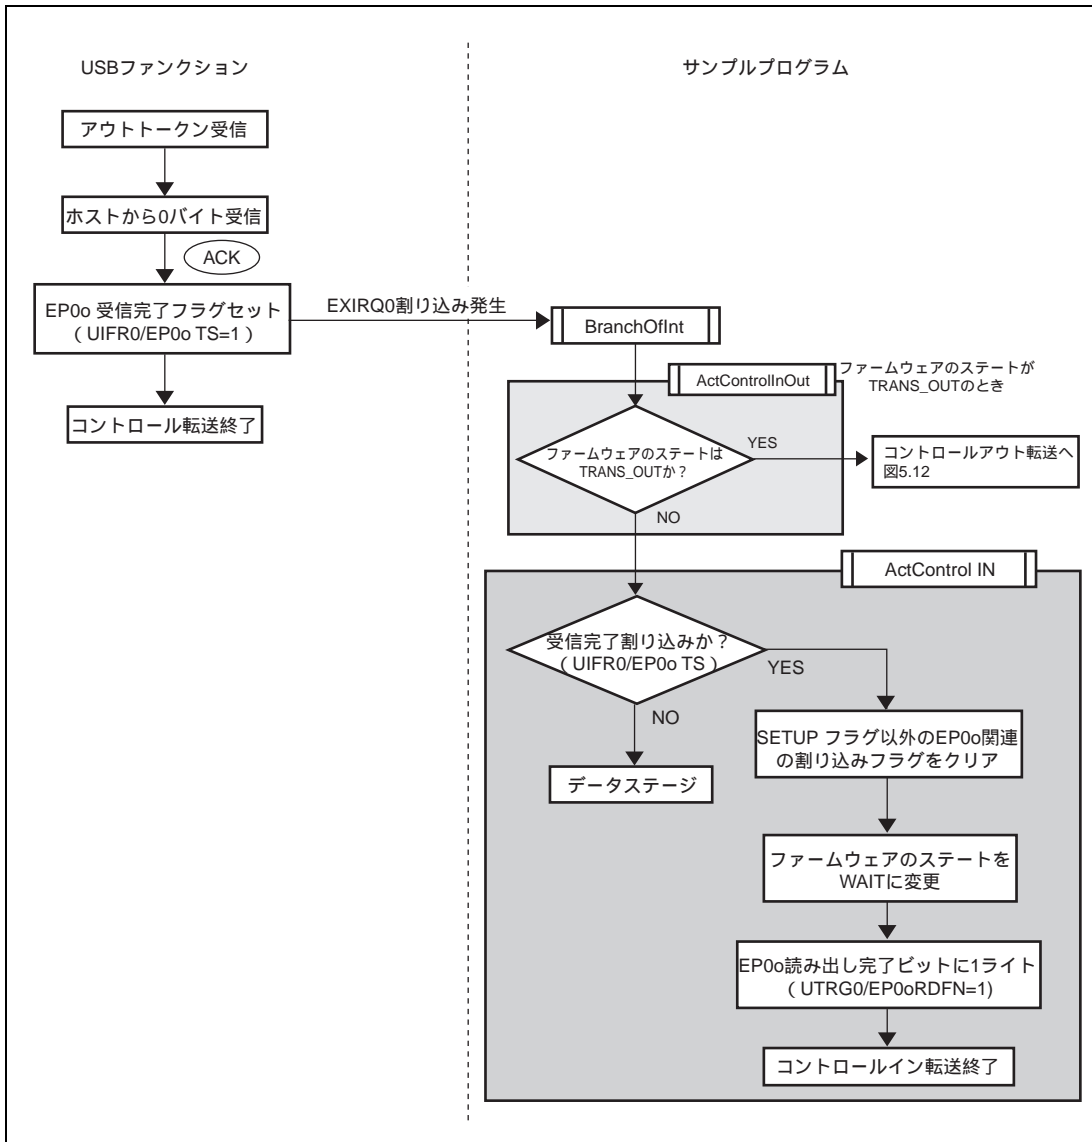 USBファンクション
サンプルプログラム
アウトトークン受信
ホストから0バイト受信
ACK
EP0o 受信完了フラグセット
（ UIFR0/EP0o TS=1 ）
コントロール転送終了
EXIRQ0割り込み発生
BranchOfInt
ActControlInOut
ファームウェアのステートが
TRANS_OUTのとき
ファームウェアのステートは
TRANS_OUTか？
YES
コントロールアウト転送へ
図5.12
NO
ActControl IN
受信完了割り込みか？
（ UIFR0/EP0o TS ）
YES
NO
データステージ
SETUP フラグ以外のEP0o関連
の割り込みフラグをクリア
ファームウェアのステートを
WAITに変更
EP0o読み出し完了ビットに1ライト
（ UTRG0/EP0oRDFN=1)
コントロールイン転送終了